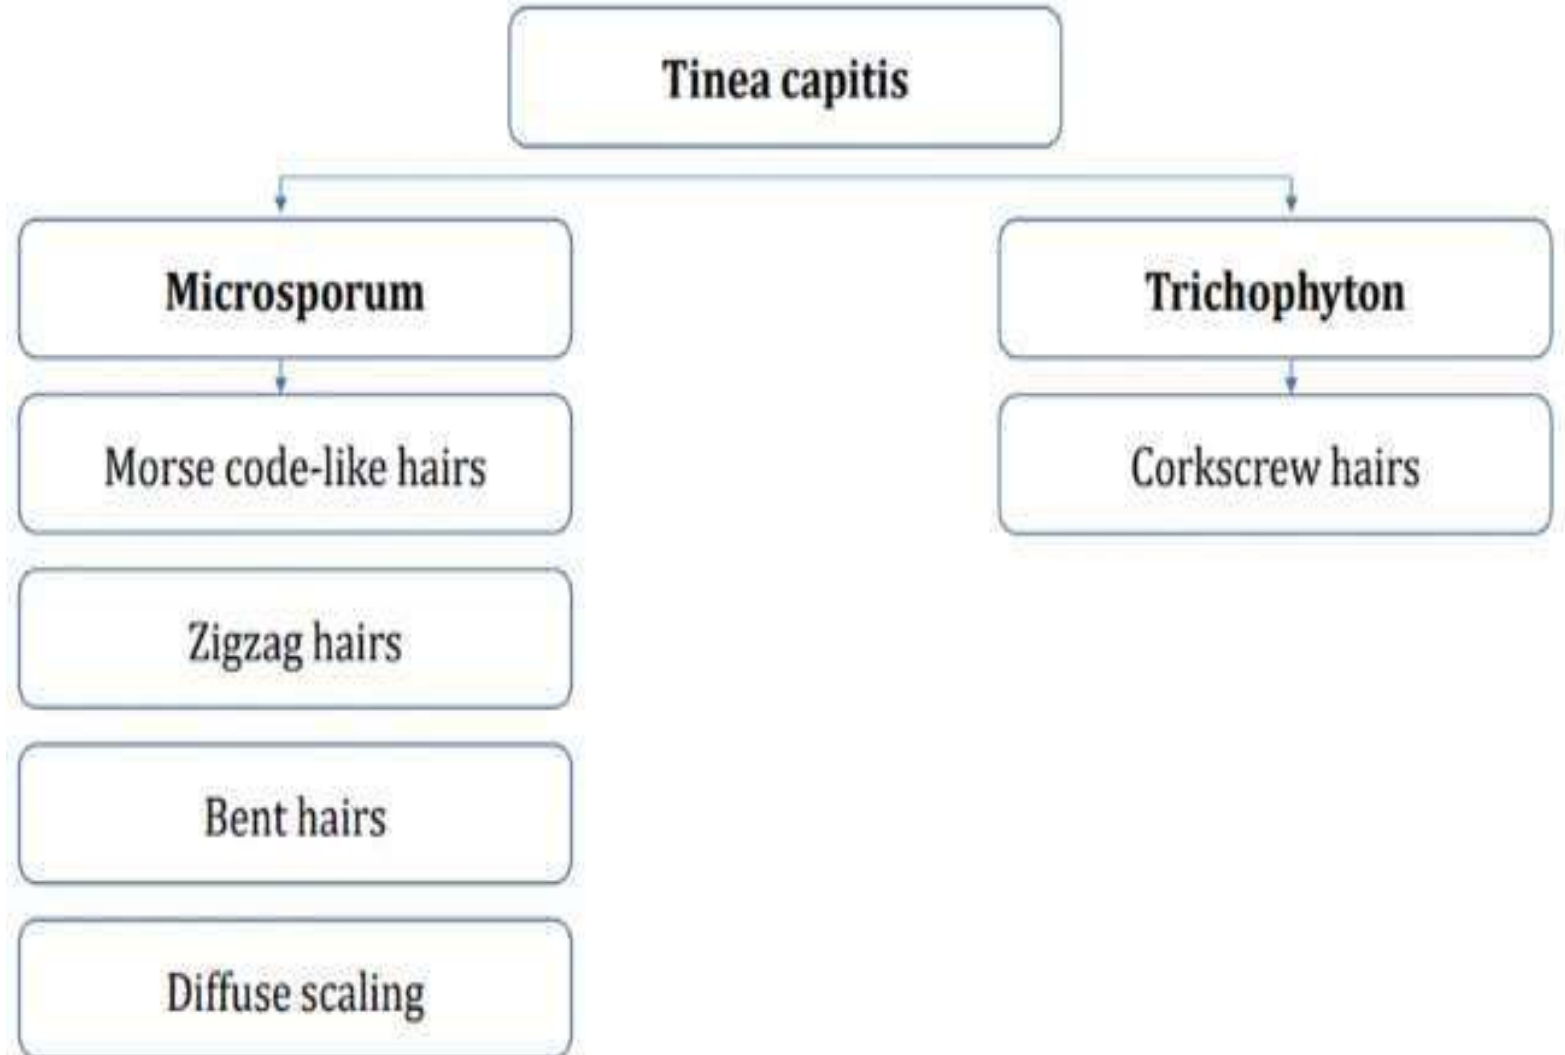 Tinea capitis
Microsporum
Trichophyton
Morse code-like hairs
Corkscrew hairs
Zigzag hairs
Bent hairs
Diffuse scaling